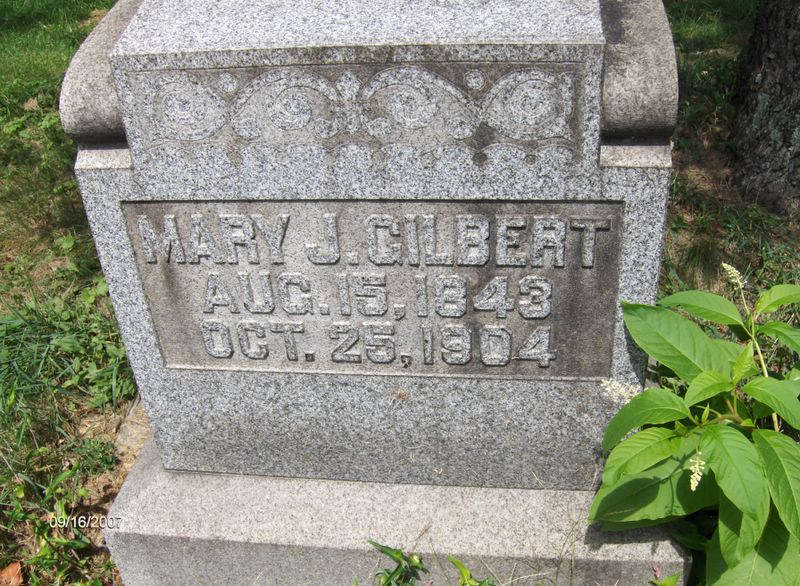 MARY J. GILBERT
AUG. 15, 1843
OCT. 25, 1904
09/16/2007